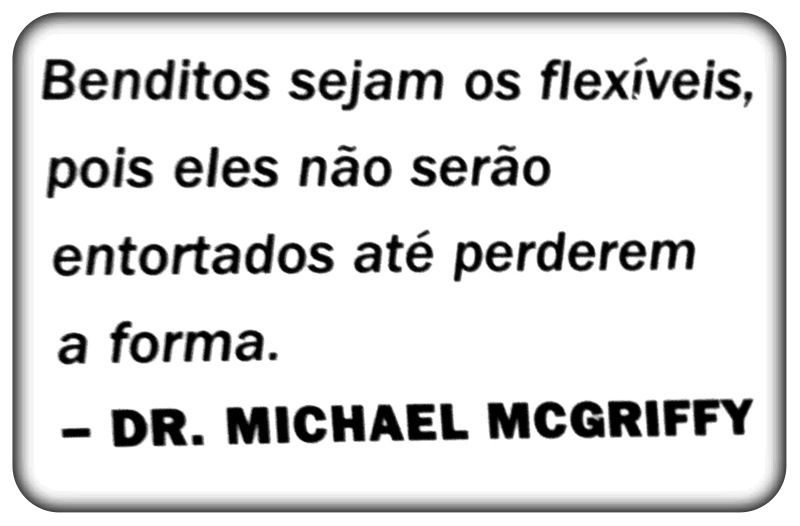 Benditos sejam os flexíveis,
pois eles não serão
entortados até perderem
a forma.
– DR. MICHAEL MCGRIFFY